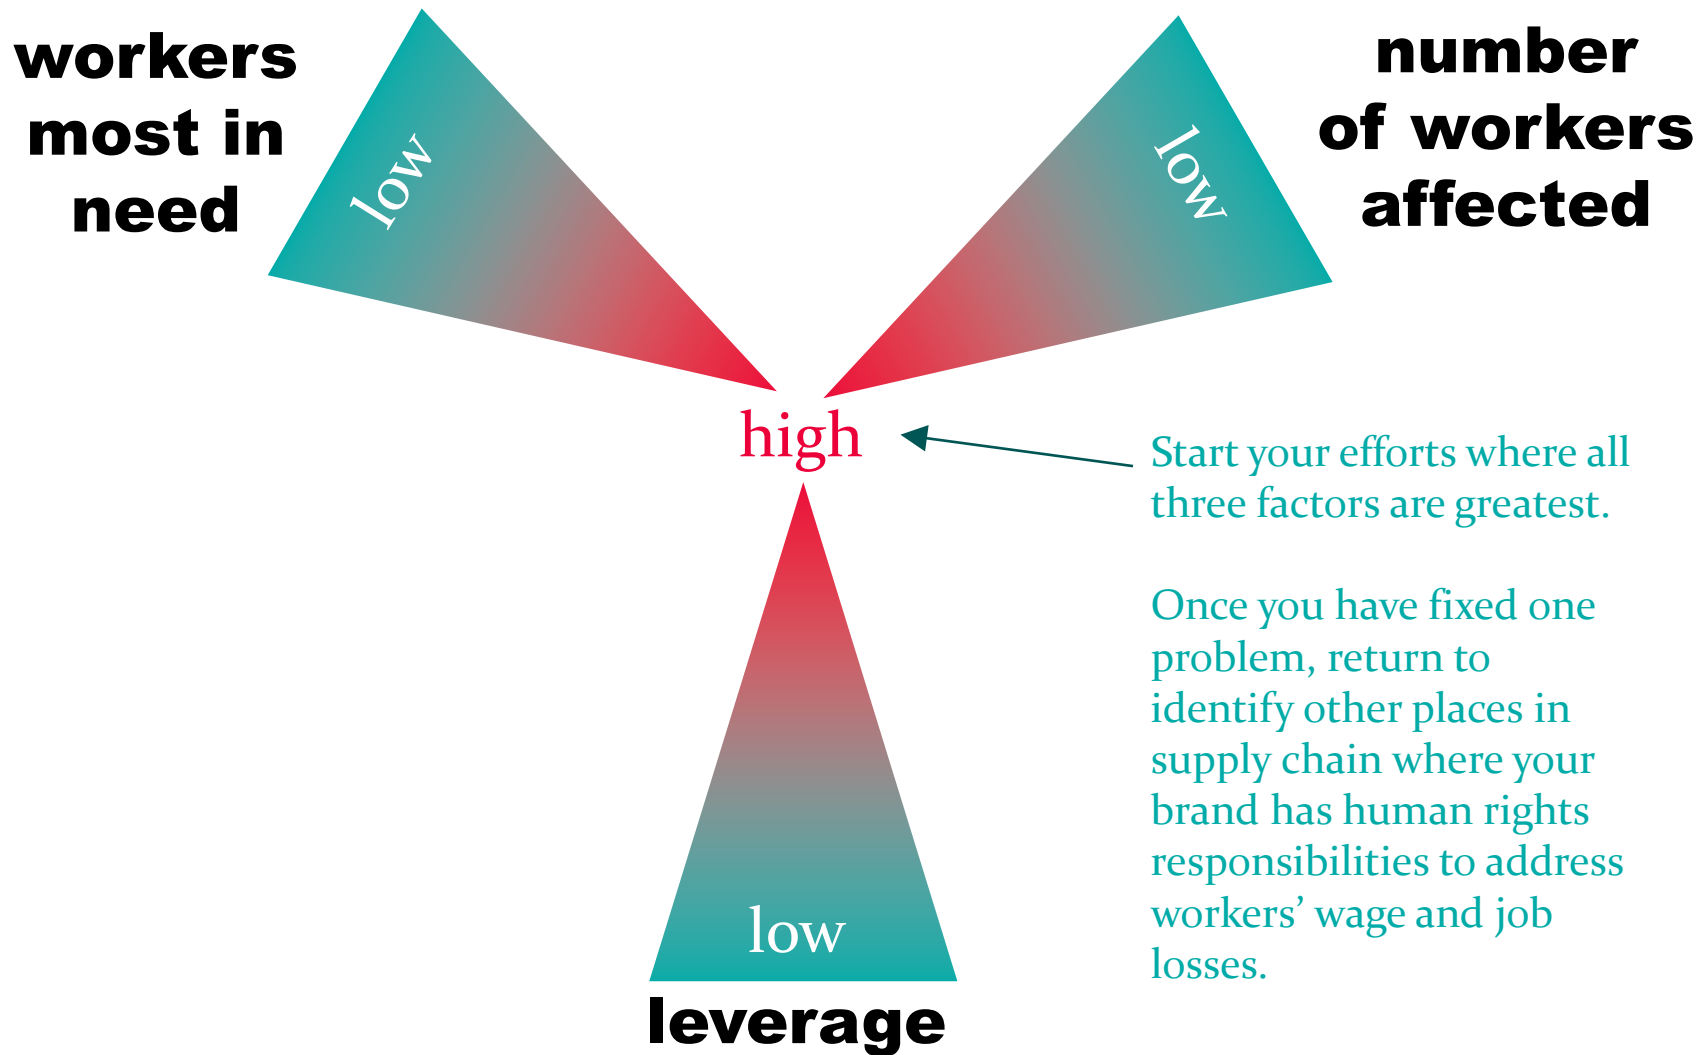 workers
most in
need
low
number
of workers
affected
low
high
Start your efforts where all
three factors are greatest.
Once you have fixed one
problem, return to
identify other places in
supply chain where your
brand has human rights
responsibilities to address
workers’ wage and job
losses.
low
leverage